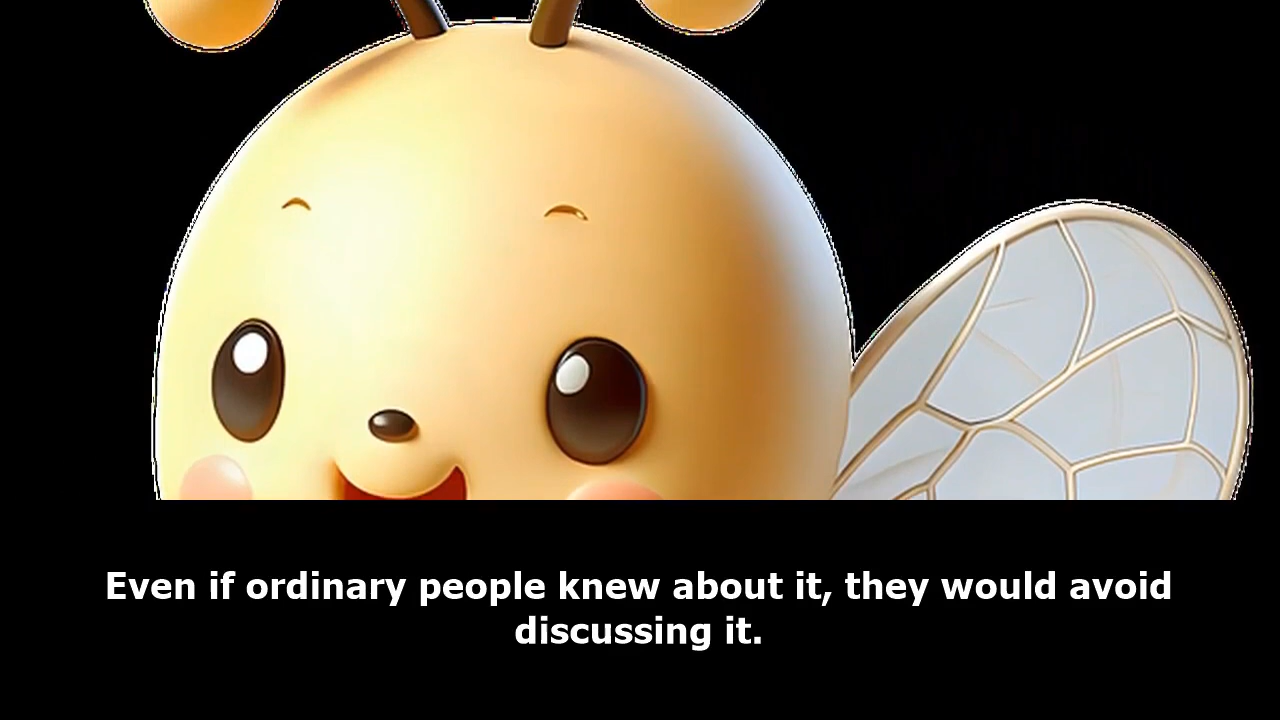 Even if ordinary people knew about it, they would avoid
discussing it.